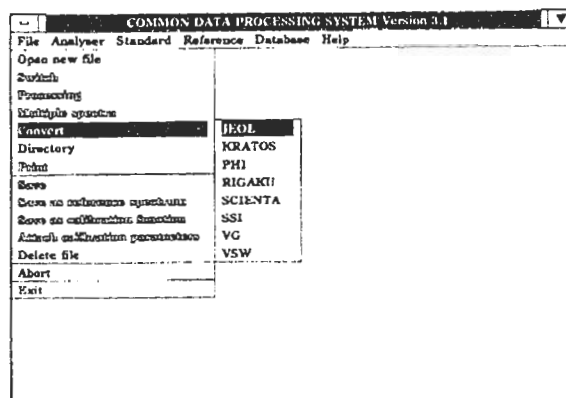 COMMON DATA PROCESSING SYSTEM Version 3.1
File Analyser Standard Reference Database Help
Open new file
Switch
Processing
Multiple spectra
Convert
Directory
Print
Save
Save as reference spectrum
Save as calibration function
Attach calibration parameters
Delete file
Abort
Exit
JEOL
KRATOS
PHI
RIGAKU
SCIENTA
SSI
VG
VSW